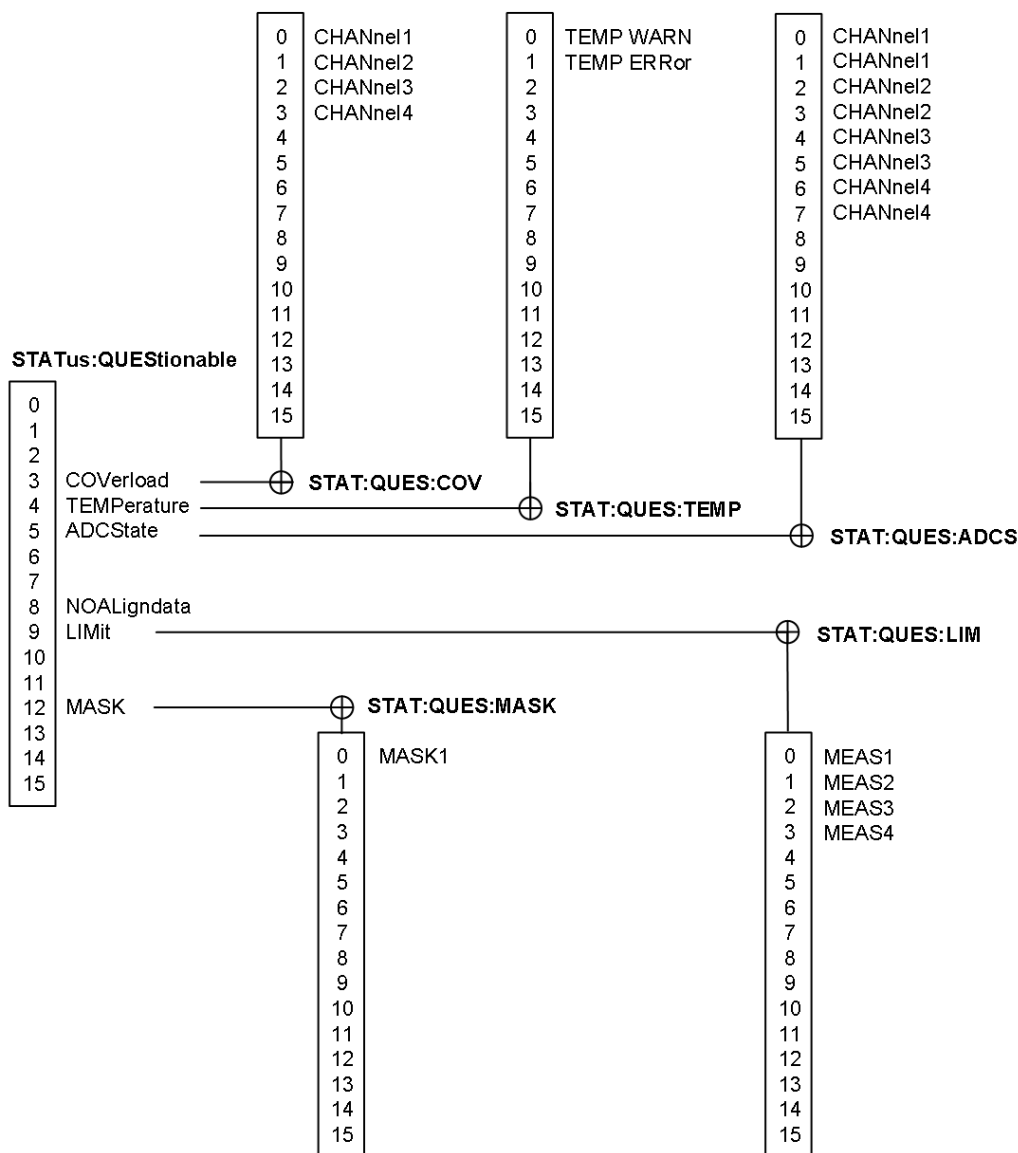 0 CHANnel1
1 CHANnel2
2 CHANnel3
3 CHANnel4
4
5
6
7
8
9
10
11
12
13
14
15
0 TEMP WARN
1 TEMP ERRor
2
3
4
5
6
7
8
9
10
11
12
13
14
15
0 CHANnel1
1 CHANnel1
2 CHANnel2
3 CHANnel2
4 CHANnel3
5 CHANnel3
6 CHANnel4
7 CHANnel4
8
9
10
11
12
13
14
15
STATus:QUEStionable
0
1
2
3 COVerload
4 TEMPerature
5 ADCState
6
7
8 NOALigndata
9 LIMit
10
11
12 MASK
13
14
15
STAT:QUES:COV
STAT:QUES:TEMP
STAT:QUES:ADCS
STAT:QUES:LIM
STAT:QUES:MASK
0 MASK1
1
2
3
4
5
6
7
8
9
10
11
12
13
14
15
0 MEAS1
1 MEAS2
2 MEAS3
3 MEAS4
4
5
6
7
8
9
10
11
12
13
14
15